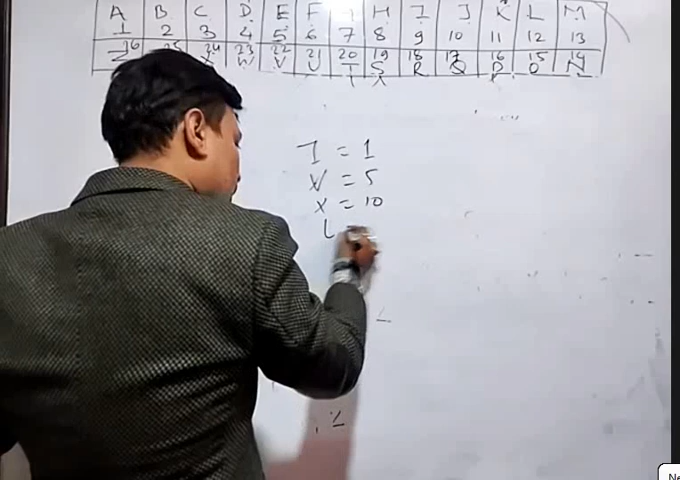 A B C D E F H I J K L M
1 2 3 4 5 6 7 8 9 10 11 12 13
26 25 24 23 22 21 20 19 18 17 16 15 14
Z X W V U T S R Q P O N
I = 1
V = 5
X = 10
L
Ne